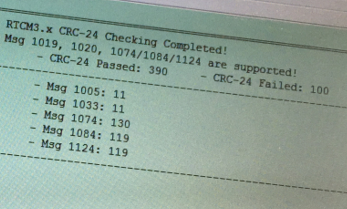 RTCM3.x CRC-24 Checking Completed!
Msg 1019, 1020, 1074/1084/1124 are supported!
- CRC-24 Passed: 390 - CRC-24 Failed: 100
- Msg 1005: 11
- Msg 1033: 11
- Msg 1074: 130
- Msg 1084: 119
- Msg 1124: 119